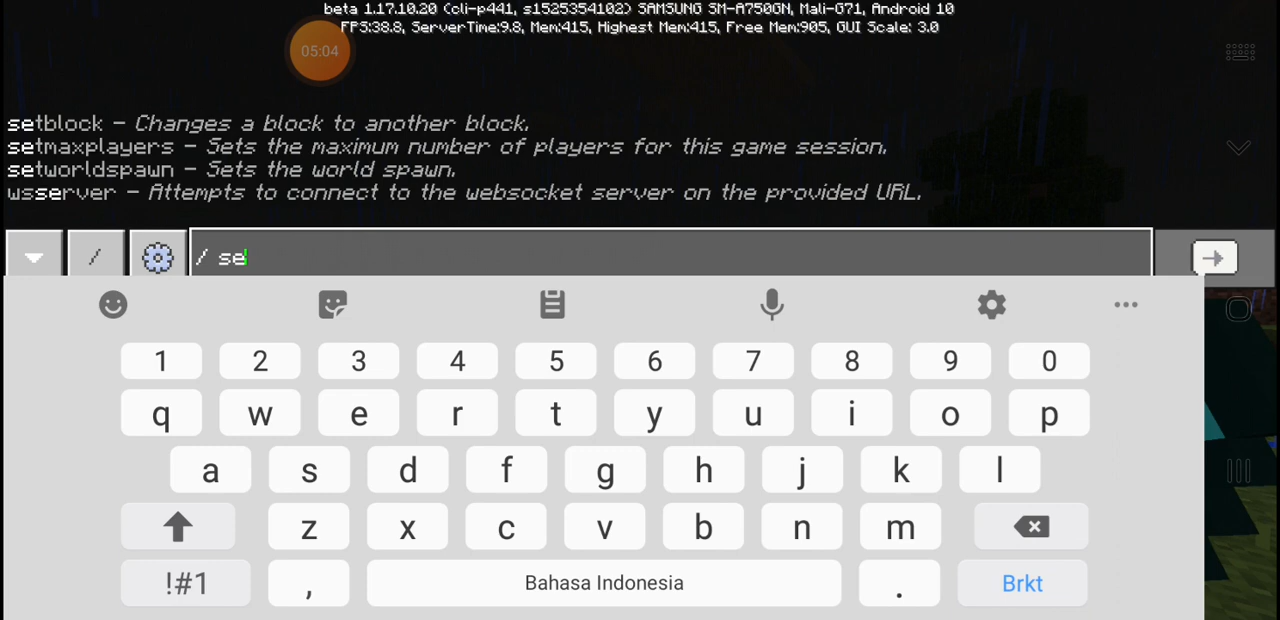 beta 1.17.10.20 (cli-p441, s1525354102) SAMSUNG SM-A750GN, Mali-G71, Android 10
FPS:38.8, ServerTime:9.8, Mem:415, Highest Mem:415, Free Mem:905, GUI Scale: 3.0
05:04
setblock – Changes a block to another block.
setmaxplayers – Sets the maximum number of players for this game session.
setworldspawn – Sets the world spawn.
wsserver – Attempts to connect to the websocket server on the provided URL.
/ / se
1 2 3 4 5 6 7 8 9 0
q w e r t y u i o p
a s d f g h j k l
z x c v b n m
!#1 , Bahasa Indonesia . Brkt